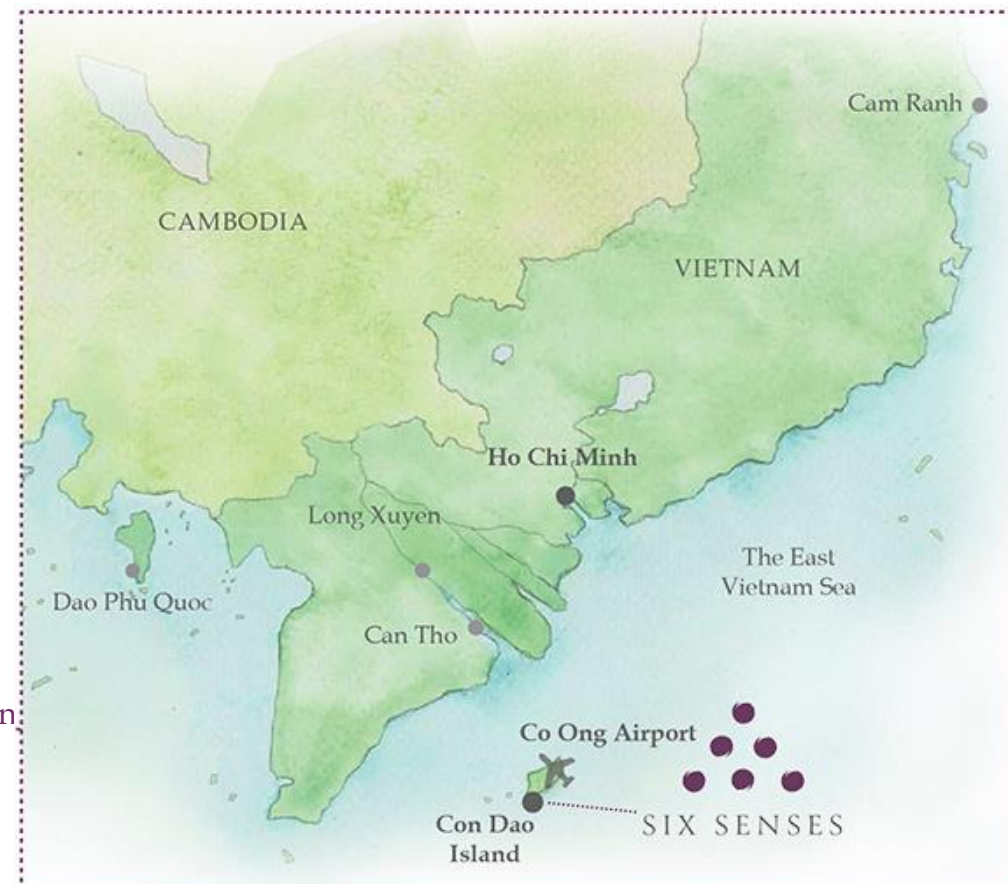 Cam Ranh
CAMBODIA
VIETNAM
Ho Chi Minh
Long Xuyen
The East
Vietnam Sea
Dao Phu Quoc
Can Tho
n
Co Ong Airport
SIX SENSES
Con Dao
Island